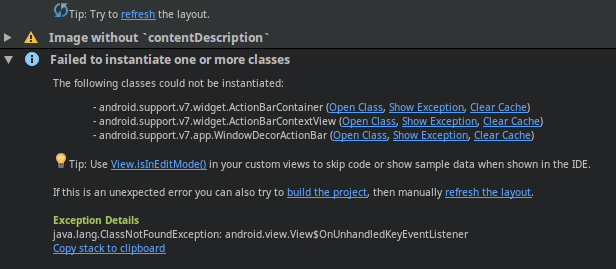 Tip: Try to refresh the layout.
Image without `contentDescription`
Failed to instantiate one or more classes
The following classes could not be instantiated:
- android.support.v7.widget.ActionBarContainer (Open Class, Show Exception, Clear Cache)
- android.support.v7.widget.ActionBarContextView (Open Class, Show Exception, Clear Cache)
- android.support.v7.app.WindowDecorActionBar (Open Class, Show Exception, Clear Cache)
Tip: Use View.isInEditMode() in your custom views to skip code or show sample data when shown in the IDE.
If this is an unexpected error you can also try to build the project, then manually refresh the layout.
Exception Details
java.lang.ClassNotFoundException: android.view.View$OnUnhandledKeyEventListener
Copy stack to clipboard